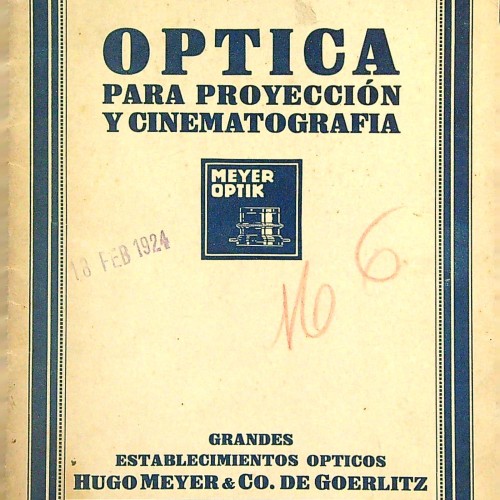 OPTICA
PARA PROYECCIÓN
Y CINEMATOGRAFIA
MEYER
OPTIK
18 FEB 1924
No 6
GRANDES
ESTABLECIMIENTOS OPTICOS
HUGO MEYER & CO. DE GOERLITZ